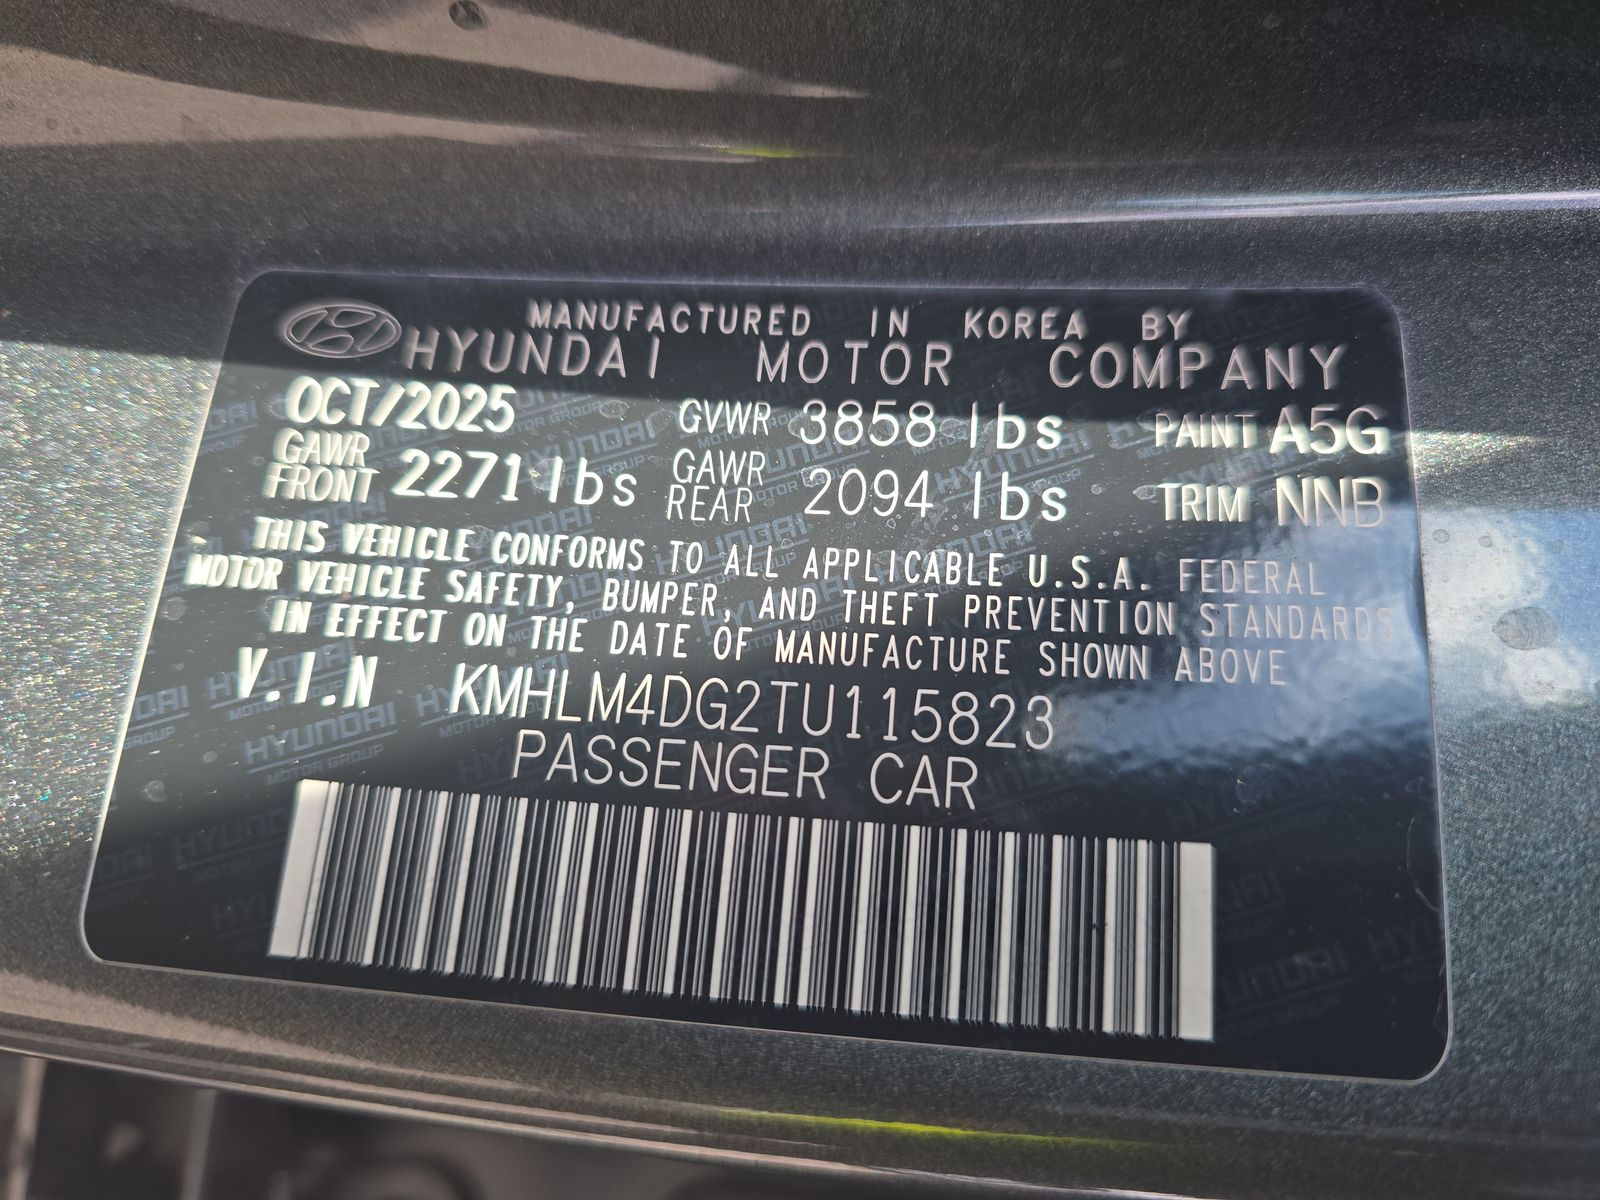 MANUFACTURED IN KOREA BY
HYUNDAI MOTOR COMPANY
OCT/2025 GVWR 3858 lbs PAINT A5G
GAWR FRONT 2271 lbs GAWR REAR 2094 lbs TRIM NNB
THIS VEHICLE CONFORMS TO ALL APPLICABLE U.S.A. FEDERAL
MOTOR VEHICLE SAFETY, BUMPER, AND THEFT PREVENTION STANDARDS
IN EFFECT ON THE DATE OF MANUFACTURE SHOWN ABOVE
V.I.N KMHLM4DG2TU115823
PASSENGER CAR